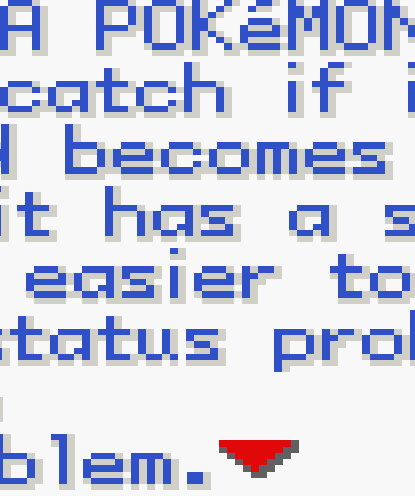 A POKéMON
catch if i
d becomes
it has a s
easier to
status prob
blem.